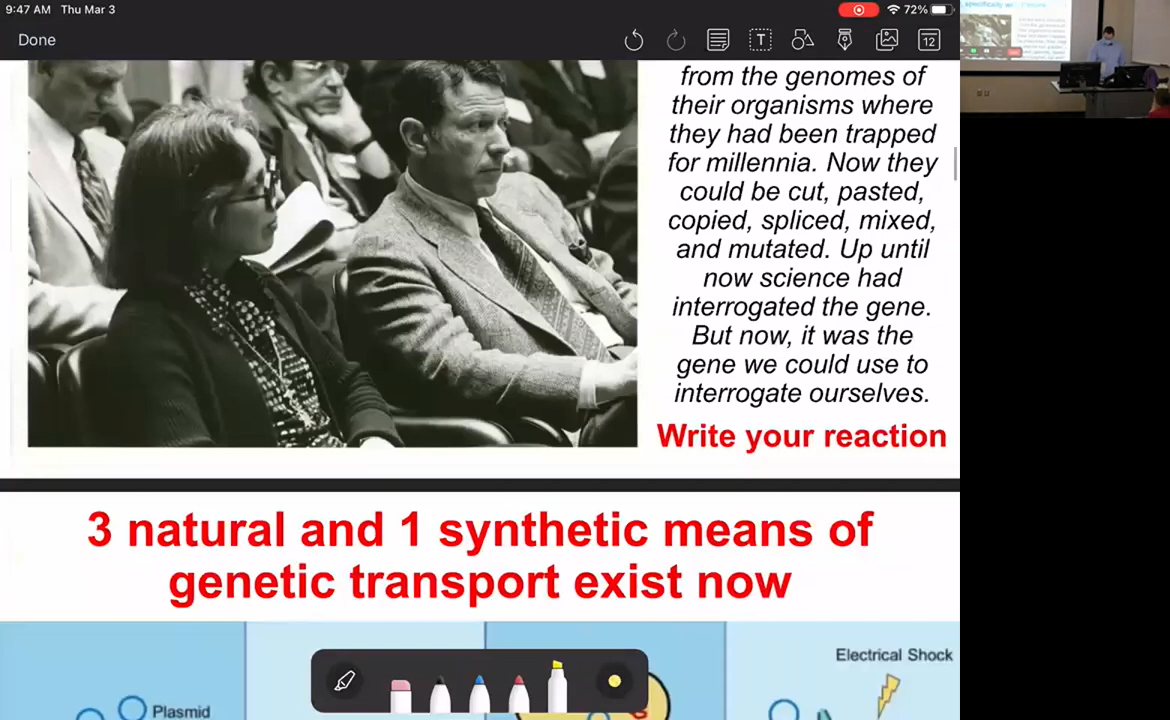 9:47 AM Thu Mar 3
72%
Done
T
12
from the genomes of
their organisms where
they had been trapped
for millennia. Now they
could be cut, pasted,
copied, spliced, mixed,
and mutated. Up until
now science had
interrogated the gene.
But now, it was the
gene we could use to
interrogate ourselves.
Write your reaction
3 natural and 1 synthetic means of
genetic transport exist now
Electrical Shock
Plasmid